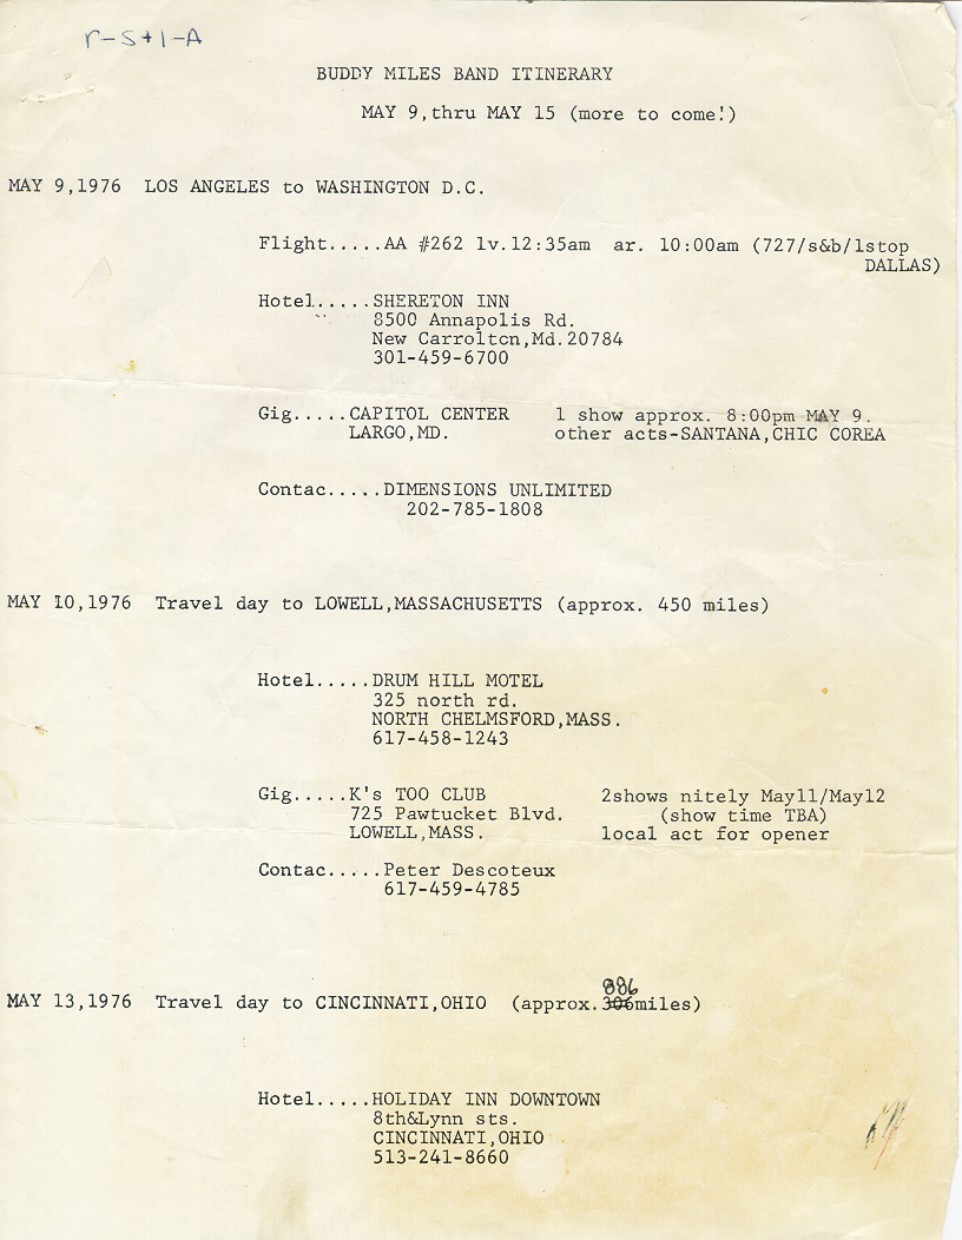 r-S+1-A
BUDDY MILES BAND ITINERARY
MAY 9,thru MAY 15 (more to come!)
MAY 9,1976 LOS ANGELES to WASHINGTON D.C.
Flight.....AA #262 lv.12:35am ar. 10:00am (727/s&b/1stop
DALLAS)
Hotel.....SHERETON INN
8500 Annapolis Rd.
New Carrolton,Md.20784
301-459-6700
Gig.....CAPITOL CENTER 1 show approx. 8:00pm MAY 9.
LARGO,MD. other acts-SANTANA,CHIC COREA
Contac.....DIMENSIONS UNLIMITED
202-785-1808
MAY 10,1976 Travel day to LOWELL,MASSACHUSETTS (approx. 450 miles)
Hotel.....DRUM HILL MOTEL
325 north rd.
NORTH CHELMSFORD,MASS.
617-458-1243
Gig.....K's TOO CLUB 2shows nitely May11/May12
725 Pawtucket Blvd. (show time TBA)
LOWELL,MASS. local act for opener
Contac.....Peter Descoteux
617-459-4785
886
MAY 13,1976 Travel day to CINCINNATI,OHIO (approx.306miles)
Hotel.....HOLIDAY INN DOWNTOWN
8th&Lynn sts.
CINCINNATI,OHIO
513-241-8660